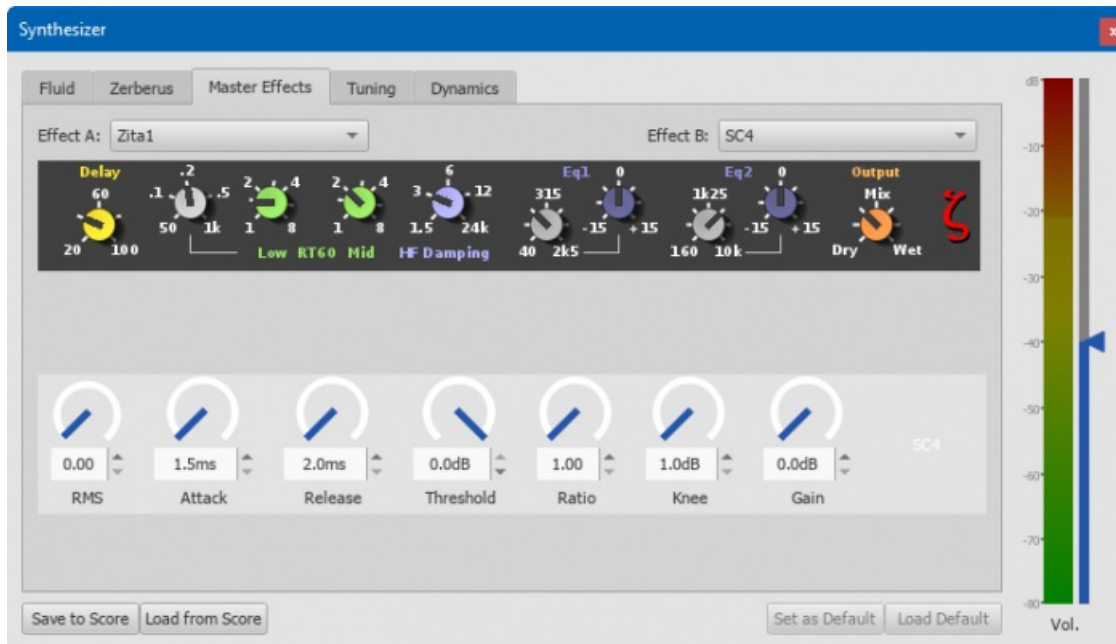 Synthesizer
x
Fluid Zerberus Master Effects Tuning Dynamics
Effect A: Zita1 Effect B: SC4
Delay
20 60 100
50 .1 .2 .5 1k
1 2 4 8
1 2 4 8
Low RT60 Mid
1.5 3 6 12 24k
HF Damping
Eq1
40 315 2k5
-15 0 +15
Eq2
160 1k25 10k
-15 0 +15
Output
Dry Mix Wet
ζ
0.00 1.5ms 2.0ms 0.0dB 1.00 1.0dB 0.0dB
RMS Attack Release Threshold Ratio Knee Gain
SC4
Save to Score Load from Score Set as Default Load Default
dB
-10
-20
-30
-40
-50
-60
-70
-80
Vol.